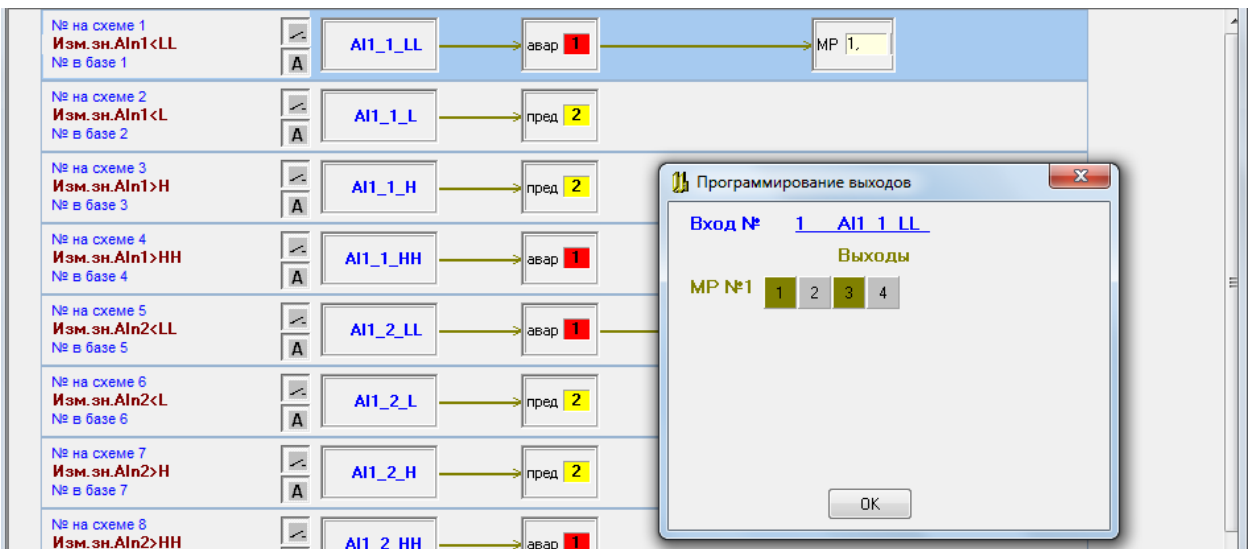 № на схеме 1
Изм.зн.AIn1<LL
№ в базе 1
A
AI1_1_LL
авар 1
МР 1,
№ на схеме 2
Изм.зн.AIn1<L
№ в базе 2
A
AI1_1_L
пред 2
№ на схеме 3
Изм.зн.AIn1>H
№ в базе 3
A
AI1_1_H
пред 2
№ на схеме 4
Изм.зн.AIn1>HH
№ в базе 4
A
AI1_1_HH
авар 1
№ на схеме 5
Изм.зн.AIn2<LL
№ в базе 5
A
AI1_2_LL
авар 1
№ на схеме 6
Изм.зн.AIn2<L
№ в базе 6
A
AI1_2_L
пред 2
№ на схеме 7
Изм.зн.AIn2>H
№ в базе 7
A
AI1_2_H
пред 2
№ на схеме 8
Изм.зн.AIn2>HH
AI1_2_HH
авар 1
Программирование выходов
Вход № 1 AI1_1_LL
Выходы
МР №1 1 2 3 4
OK